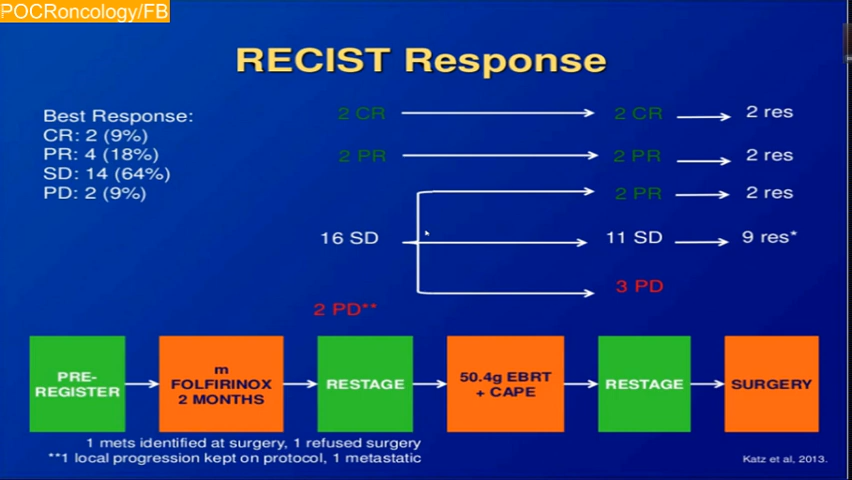 POCRoncology/FB
RECIST Response
Best Response:
CR: 2 (9%)
PR: 4 (18%)
SD: 14 (64%)
PD: 2 (9%)
2 CR
2 CR
2 res
2 PR
2 PR
2 res
2 PR
2 res
16 SD
11 SD
9 res*
3 PD
2 PD**
PRE-
REGISTER
m
FOLFIRINOX
2 MONTHS
RESTAGE
50.4g EBRT
+ CAPE
RESTAGE
SURGERY
1 mets identified at surgery, 1 refused surgery
**1 local progression kept on protocol, 1 metastatic
Katz et al, 2013.